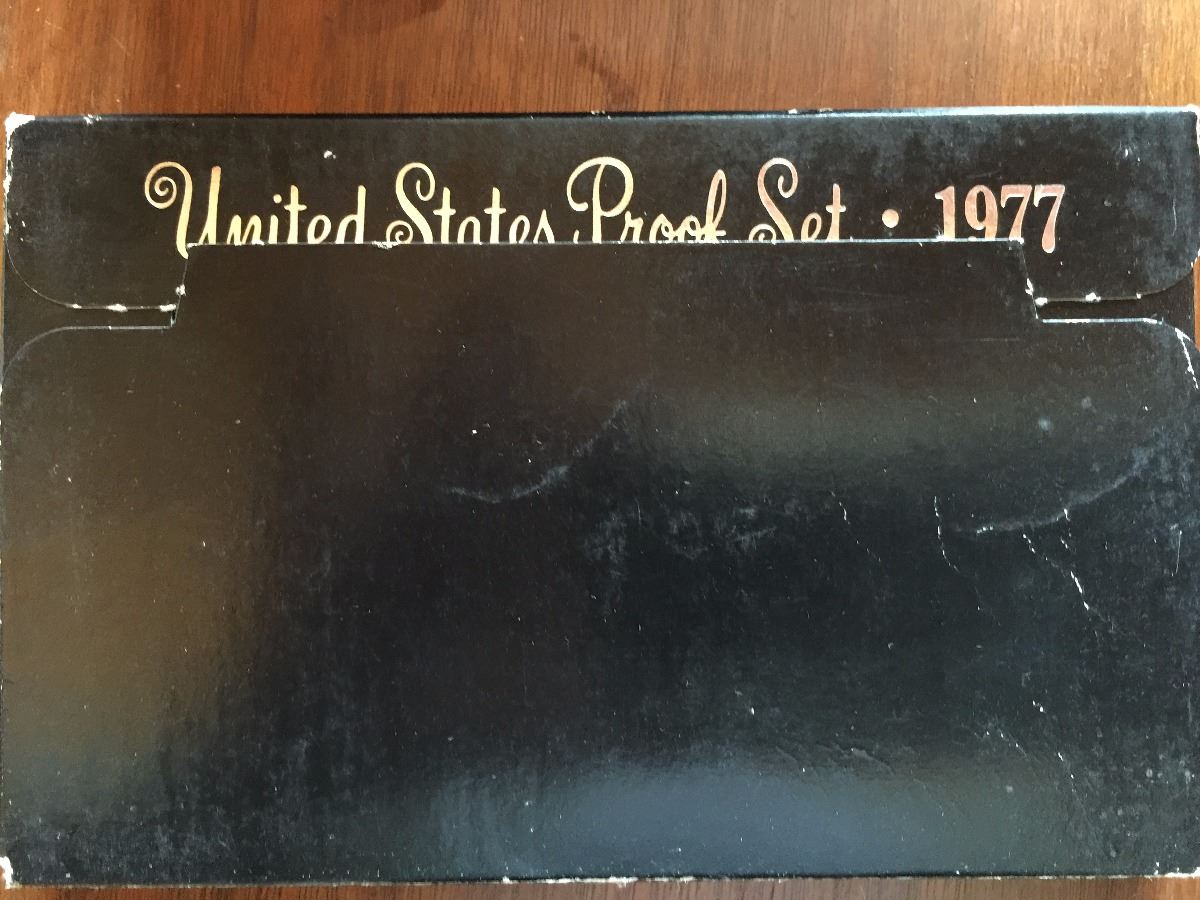 United States Proof Set • 1977